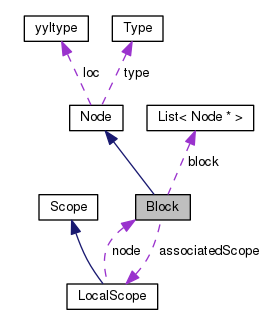 yyltype
Type
loc
type
Node
List< Node * >
block
Scope
Block
node
associatedScope
LocalScope